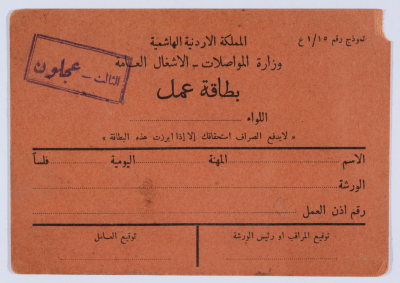 نموذج رقم ١/١٥ ع
المملكة الاردنية الهاشمية
وزارة المواصلات - الاشغال العامة
الثالث - عجلون
بطاقة عمل
اللواء
« لايدفع الصراف استحقاقك إلا إذا ابرزت هذه البطاقة »
الاسم المهنة اليومية فلساً
الورشة
رقم اذن العمل
توقيع المراقب او رئيس الورشة توقيع العامل